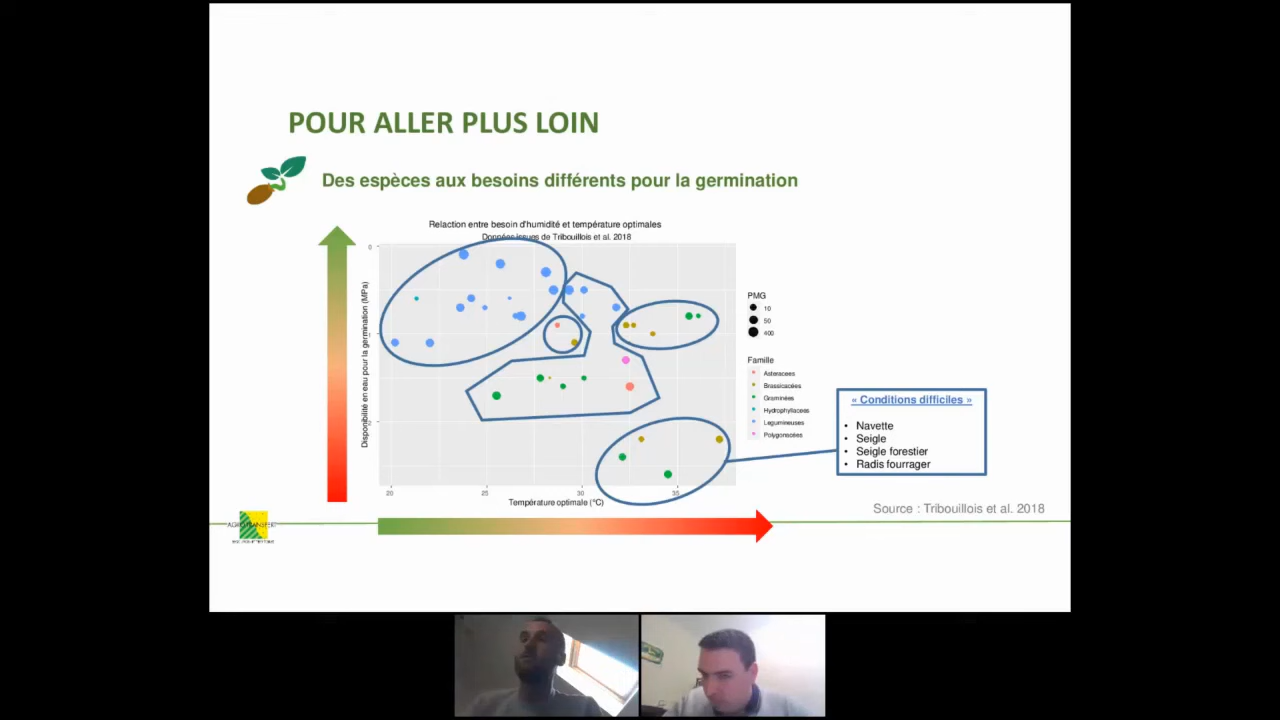 POUR ALLER PLUS LOIN
Des espèces aux besoins différents pour la germination
Relaction entre besoin d'humidité et température optimales
Données issues de Tribouillois et al. 2018
Disponibilité en eau pour la germination (MPa)
0
20
25
30
Température optimale (°C)
PMG
10
50
400
Famille
Asteracees
Brassicacées
Graminées
Hydrophyllacees
Legumineuses
Polygonacées
« Conditions difficiles »
• Navette
• Seigle
• Seigle forestier
• Radis fourrager
Source : Tribouillois et al. 2018